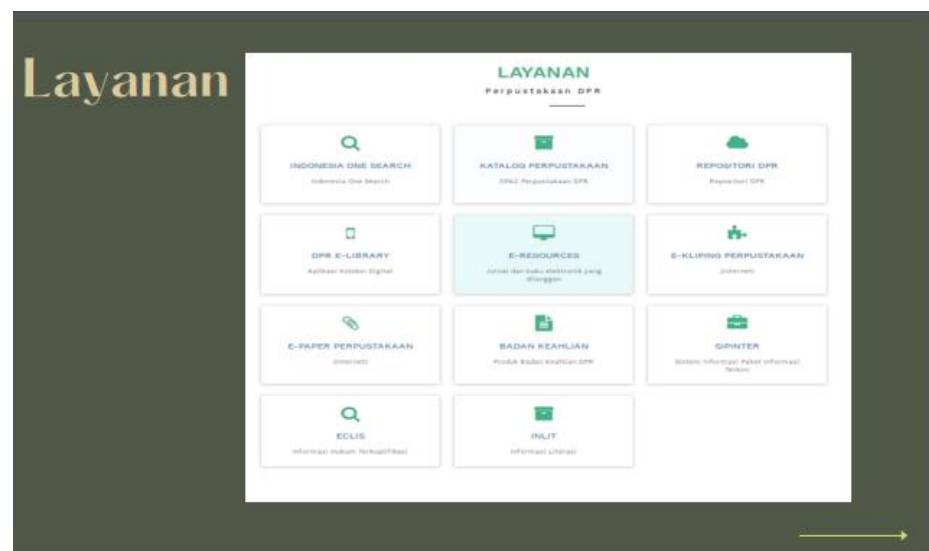 Layanan
LAYANAN
Perpustakaan DPR
INDONESIA ONE SEARCH
Indonesia One Search
KATALOG PERPUSTAKAAN
OPAC Perpustakaan DPR
REPOSITORI DPR
Repositori DPR
DPR E-LIBRARY
Aplikasi Koleksi Digital
E-RESOURCES
Jurnal dan buku elektronik yang
dilanggan
E-KLIPING PERPUSTAKAAN
(Internet)
E-PAPER PERPUSTAKAAN
(Internet)
BADAN KEAHLIAN
Produk Badan Keahlian DPR
SIPINTER
Sistem Informasi Paket Informasi
Terkini
ECLIS
Informasi Hukum Terkualifikasi
INLIT
Informasi Literasi